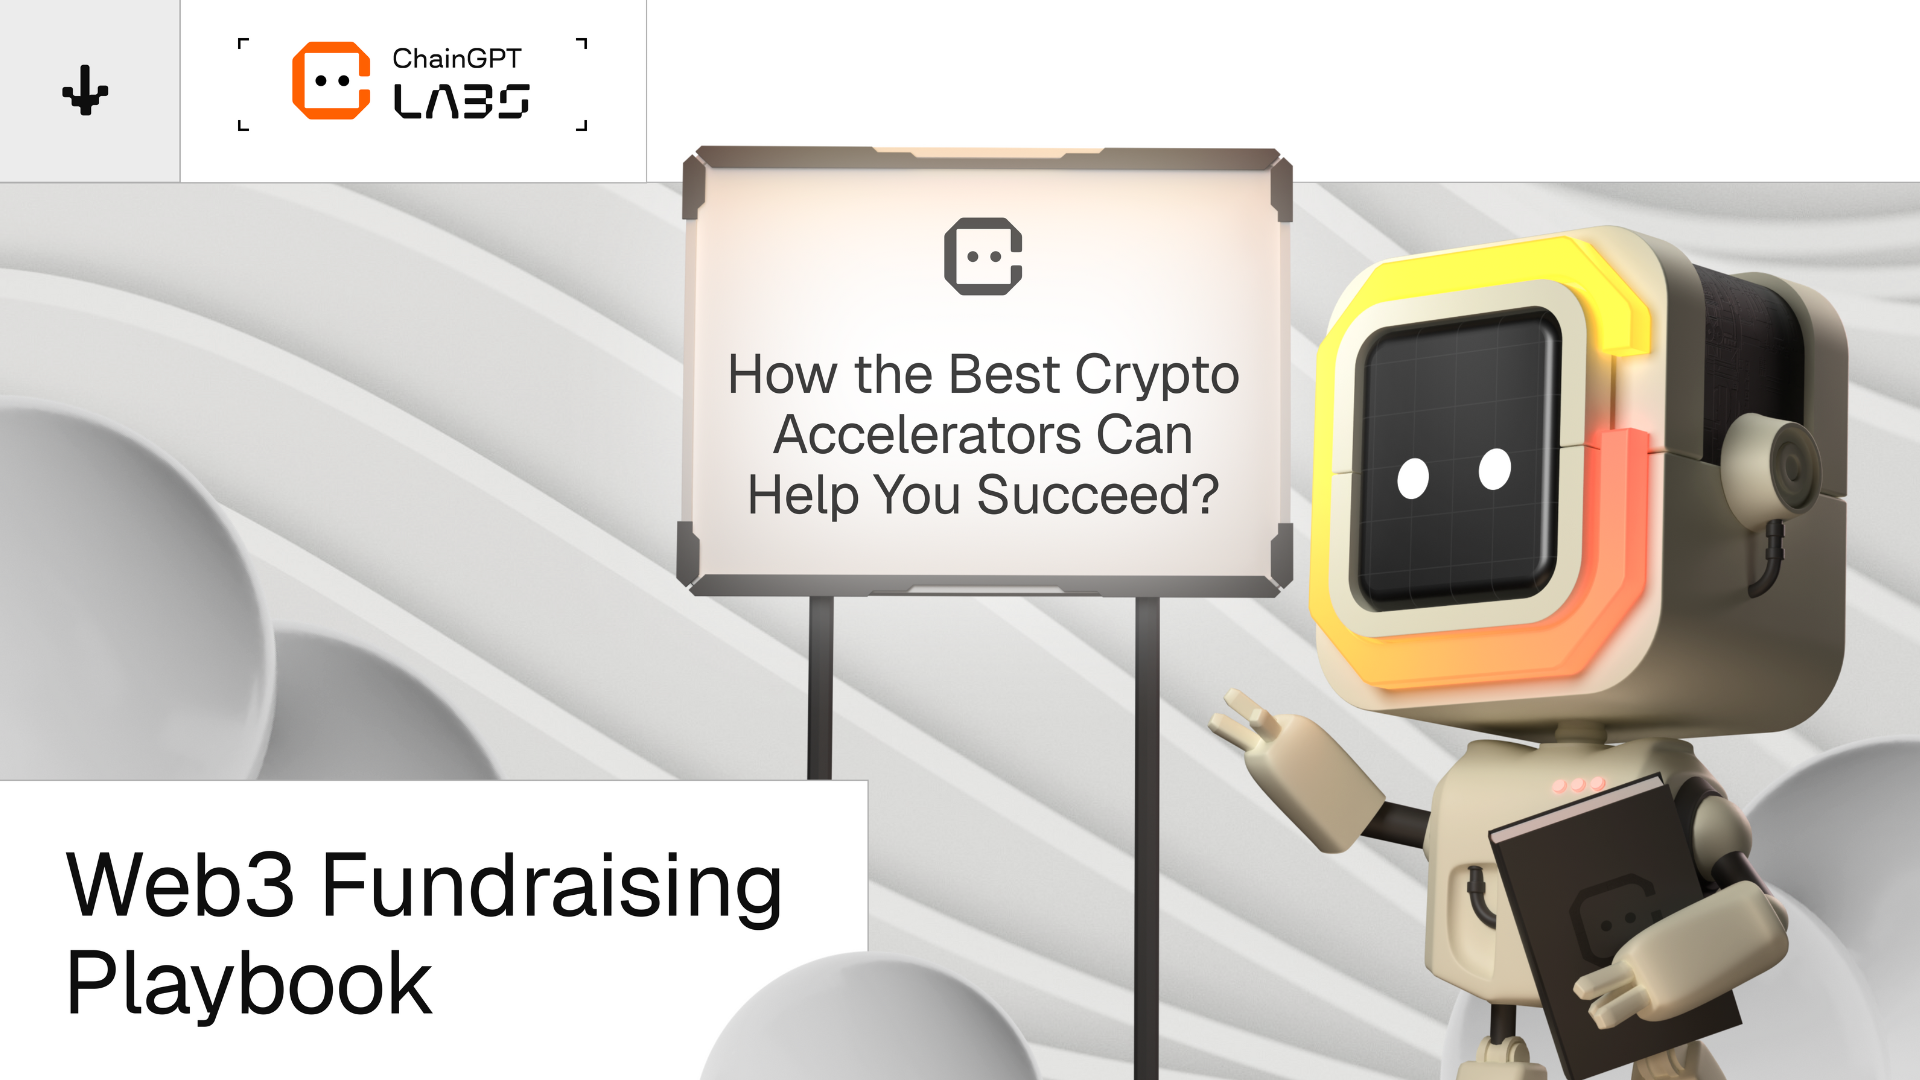 ChainGPT
LABS
How the Best Crypto
Accelerators Can
Help You Succeed?
Web3 Fundraising
Playbook